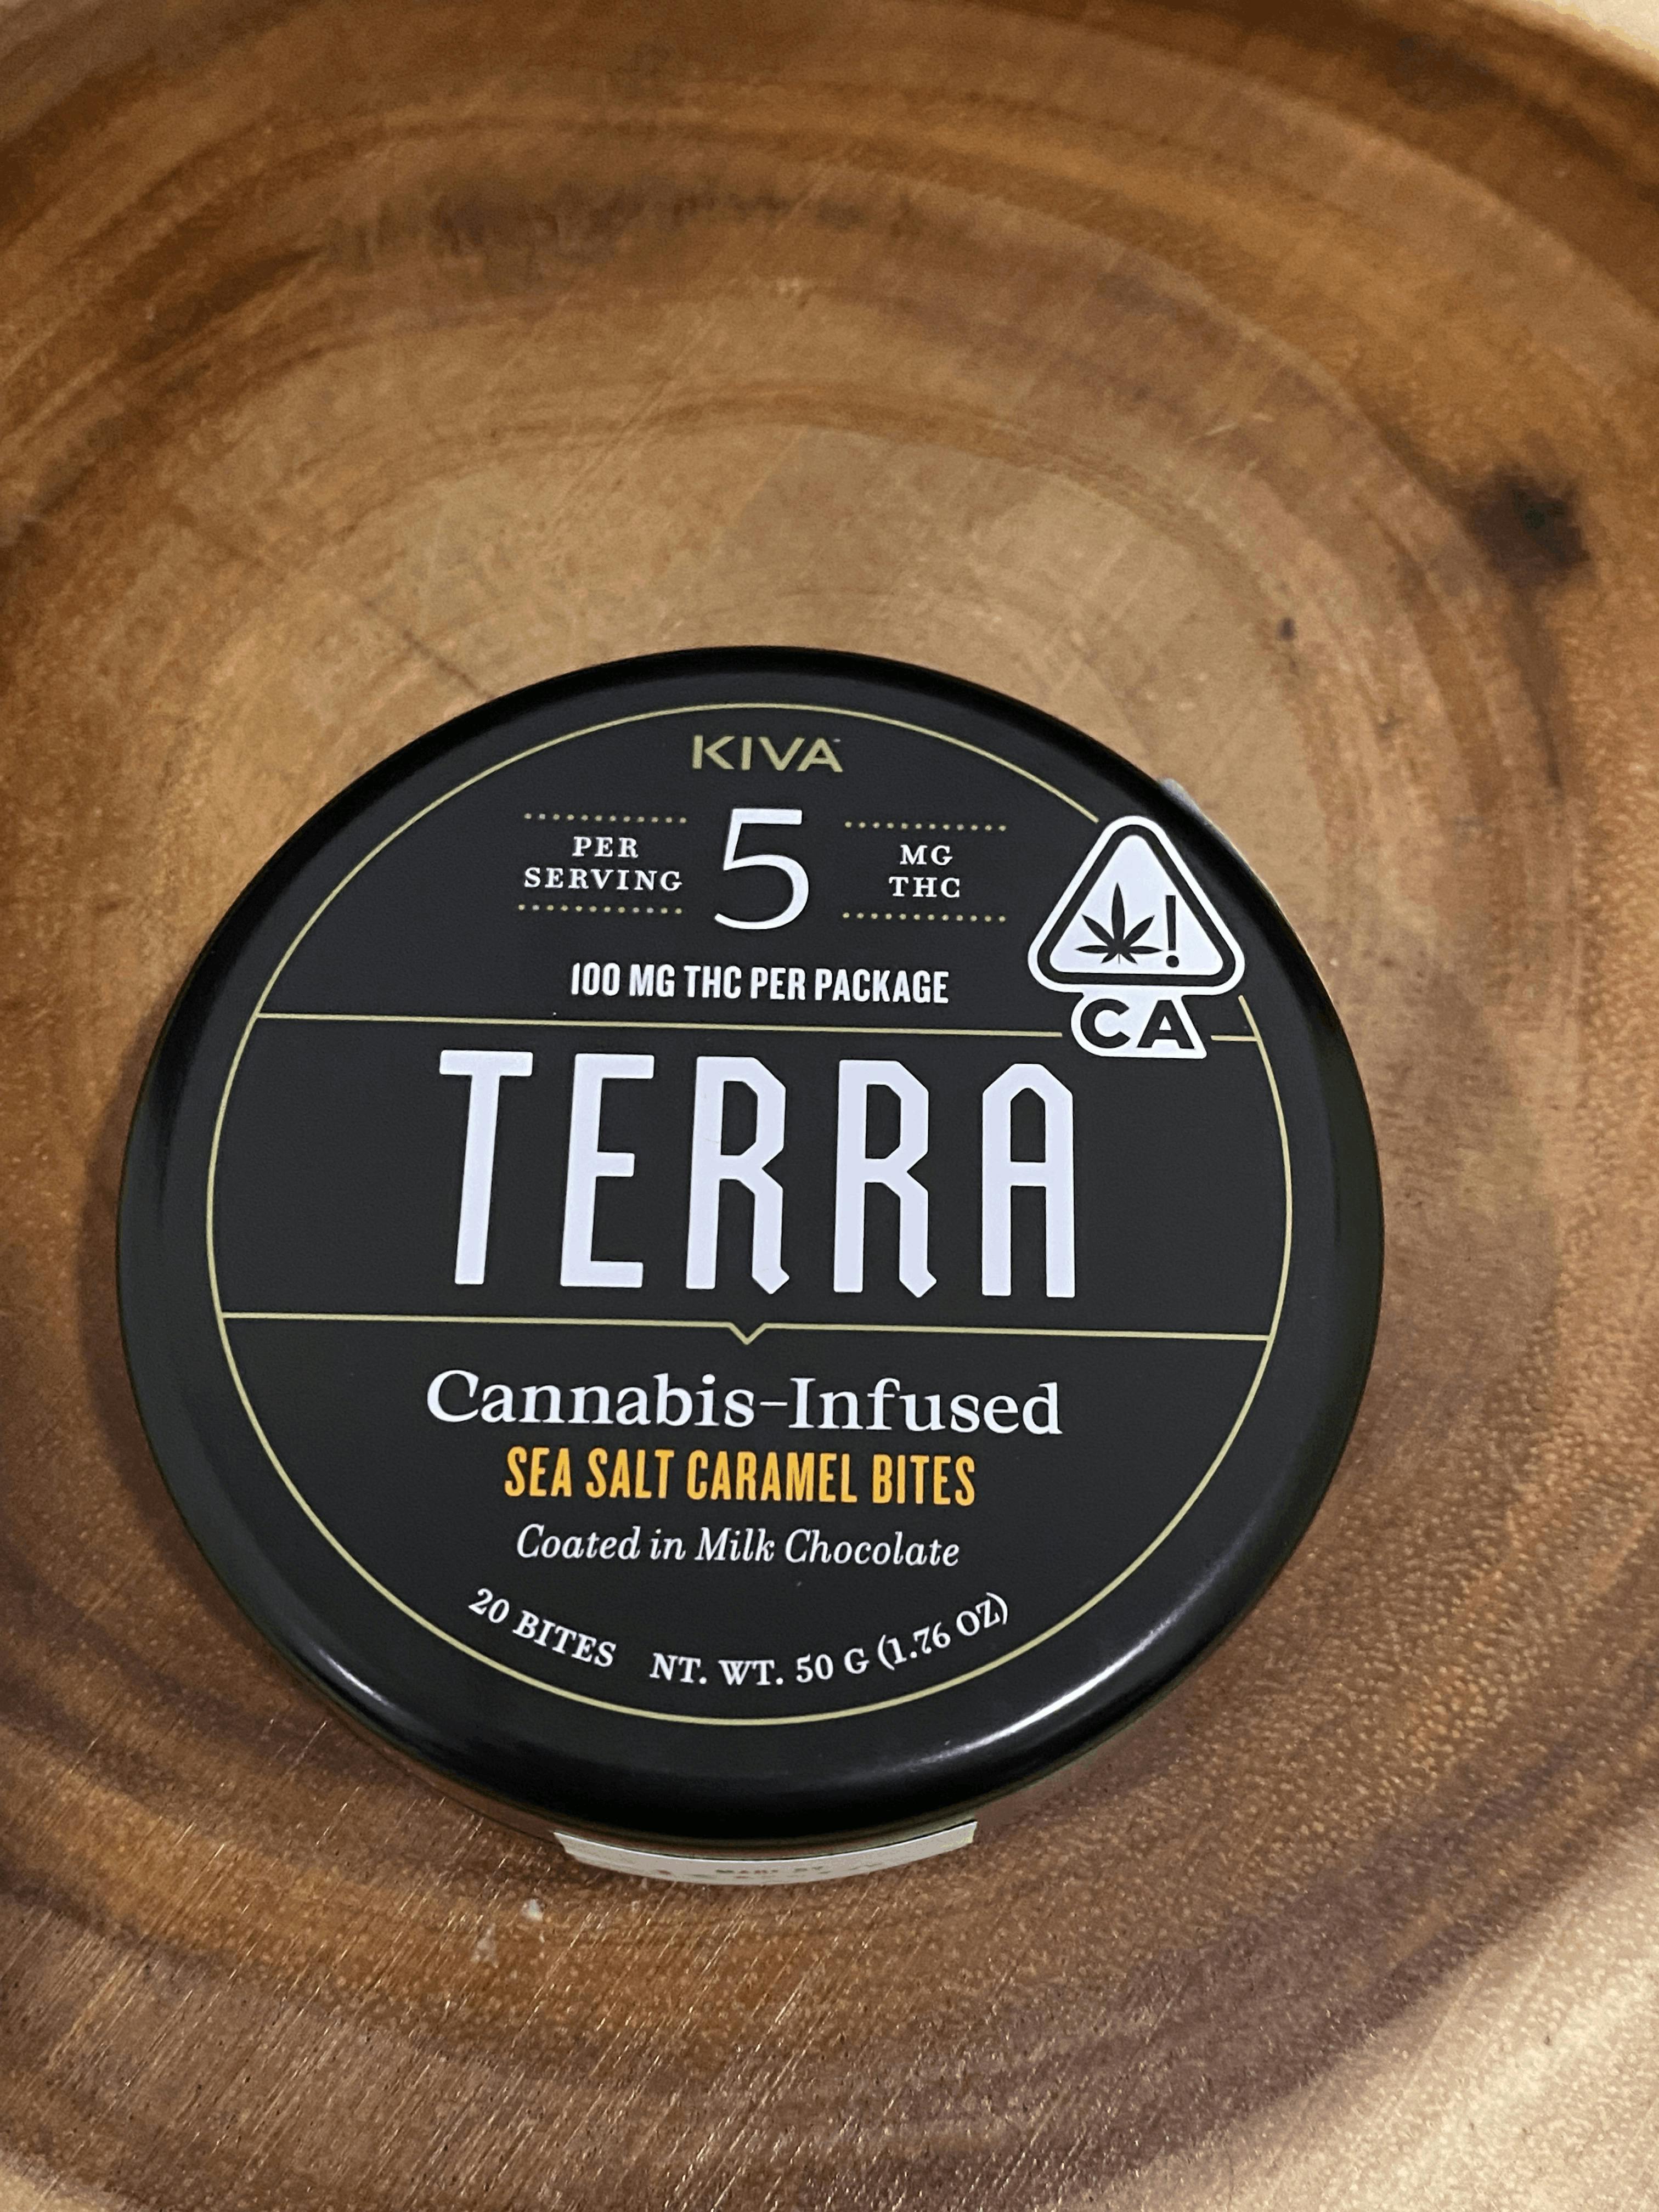 KIVA
PER
SERVING
5
MG
THC
100 MG THC PER PACKAGE
!
CA
TERRA
Cannabis-Infused
SEA SALT CARAMEL BITES
Coated in Milk Chocolate
20 BITES NT. WT. 50 G (1.76 OZ)